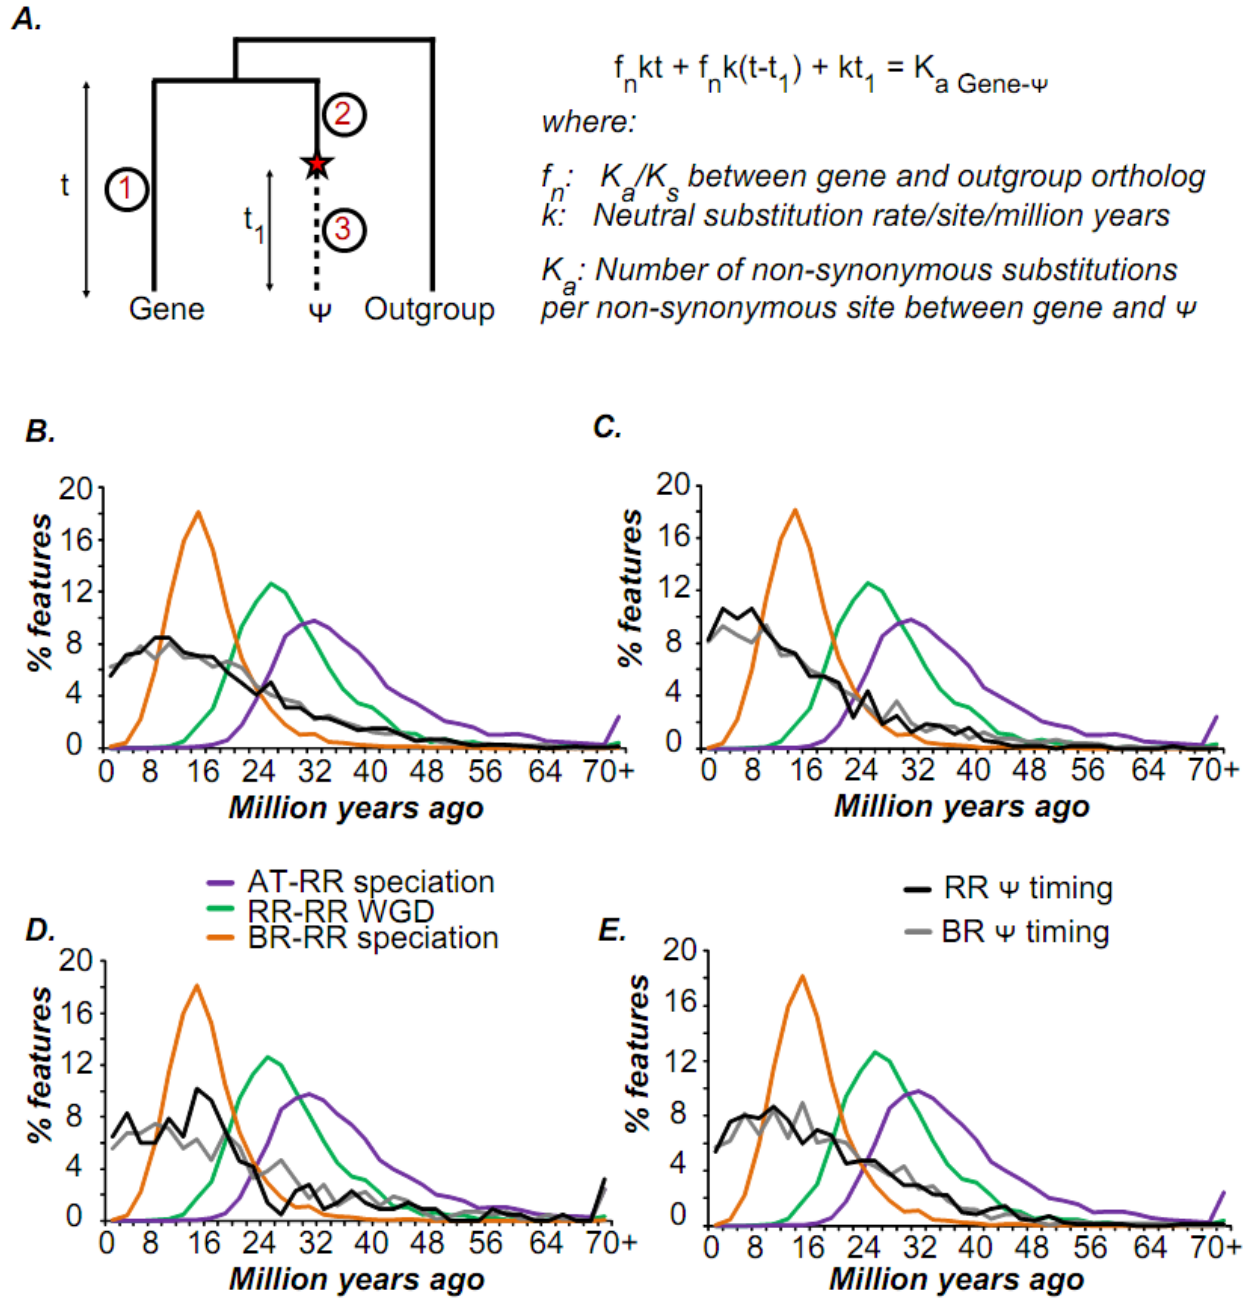 A.
f_n kt + f_n k(t-t_1) + kt_1 = K_a Gene-Ψ
where:
f_n: K_a/K_s between gene and outgroup ortholog
k: Neutral substitution rate/site/million years
K_a: Number of non-synonymous substitutions
per non-synonymous site between gene and Ψ
t
1
2
t_1
3
Gene
Ψ
Outgroup
B.
20
16
12
8
4
0
% features
0 8 16 24 32 40 48 56 64 70+
Million years ago
C.
20
16
12
8
4
0
% features
0 8 16 24 32 40 48 56 64 70+
Million years ago
AT-RR speciation
RR-RR WGD
BR-RR speciation
RR Ψ timing
BR Ψ timing
D.
20
16
12
8
4
0
% features
0 8 16 24 32 40 48 56 64 70+
Million years ago
E.
20
16
12
8
4
0
% features
0 8 16 24 32 40 48 56 64 70+
Million years ago